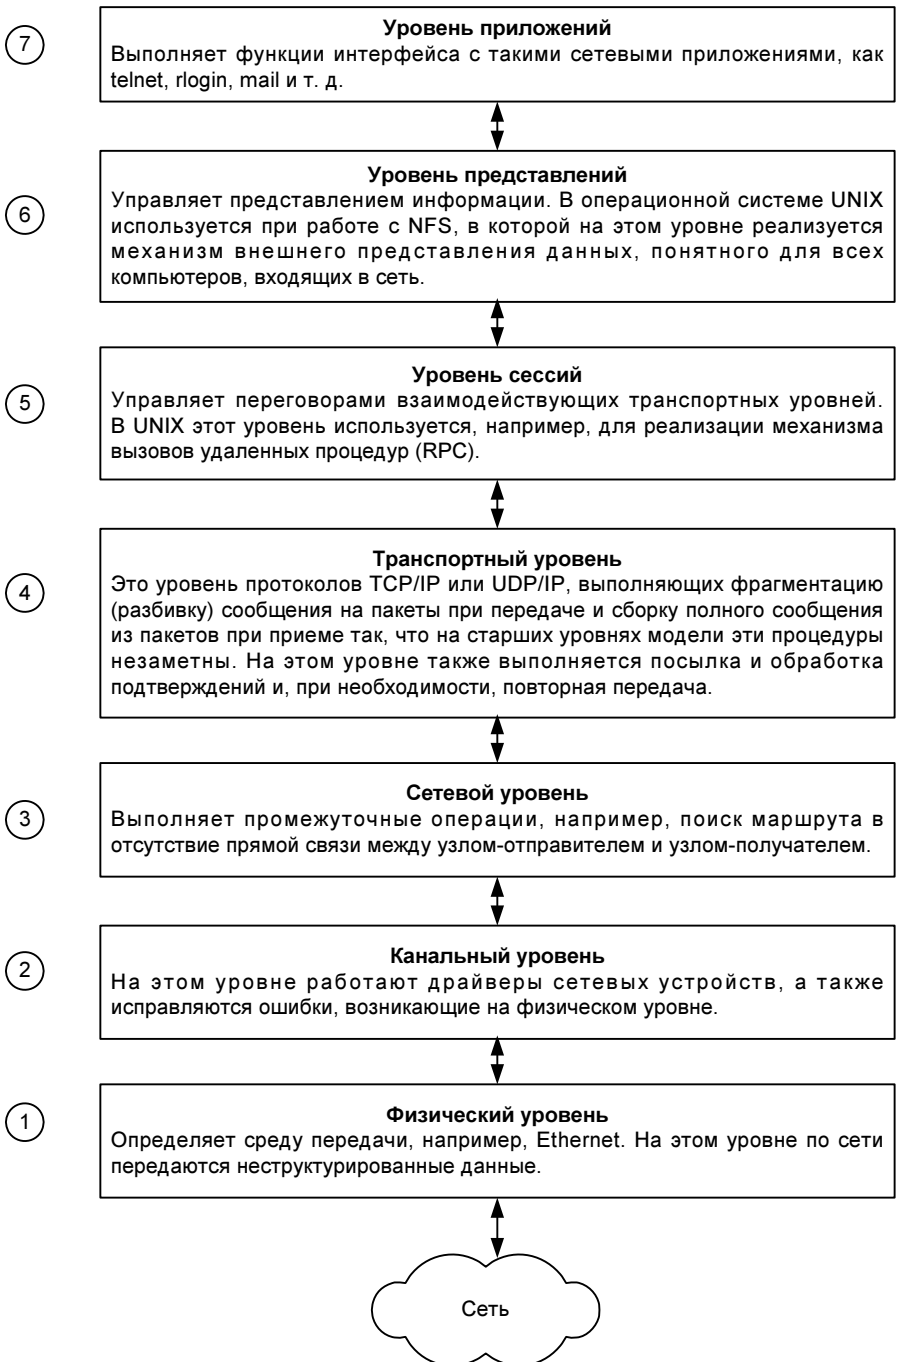 7
Уровень приложений
Выполняет функции интерфейса с такими сетевыми приложениями, как
telnet, rlogin, mail и т. д.
6
Уровень представлений
Управляет представлением информации. В операционной системе UNIX
используется при работе с NFS, в которой на этом уровне реализуется
механизм внешнего представления данных, понятного для всех
компьютеров, входящих в сеть.
5
Уровень сессий
Управляет переговорами взаимодействующих транспортных уровней.
В UNIX этот уровень используется, например, для реализации механизма
вызовов удаленных процедур (RPC).
4
Транспортный уровень
Это уровень протоколов TCP/IP или UDP/IP, выполняющих фрагментацию
(разбивку) сообщения на пакеты при передаче и сборку полного сообщения
из пакетов при приеме так, что на старших уровнях модели эти процедуры
незаметны. На этом уровне также выполняется посылка и обработка
подтверждений и, при необходимости, повторная передача.
3
Сетевой уровень
Выполняет промежуточные операции, например, поиск маршрута в
отсутствие прямой связи между узлом-отправителем и узлом-получателем.
2
Канальный уровень
На этом уровне работают драйверы сетевых устройств, а также
исправляются ошибки, возникающие на физическом уровне.
1
Физический уровень
Определяет среду передачи, например, Ethernet. На этом уровне по сети
передаются неструктурированные данные.
Сеть